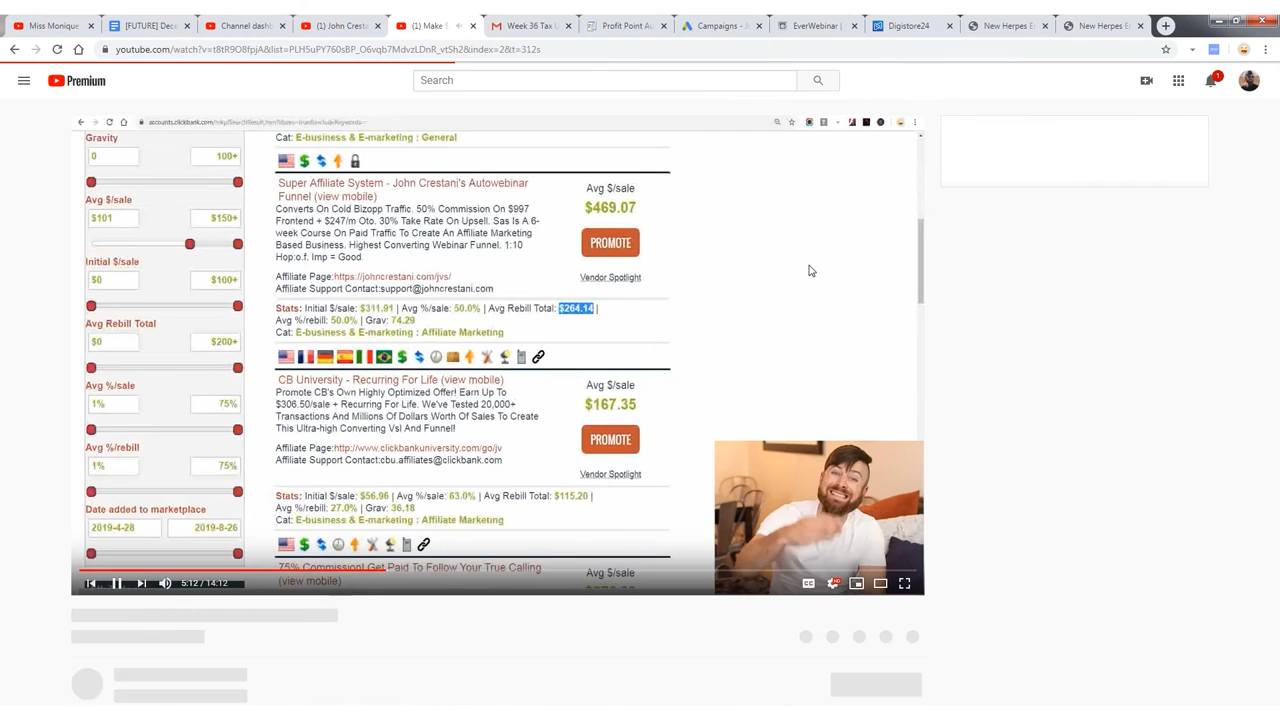 Miss Monique
[FUTURE] Dece
Channel dashb
(1) John Cresta
(1) Make $
Week 36 Tax U
Profit Point Au
Campaigns -
EverWebinar |
Digistore24
New Herpes E
New Herpes E
youtube.com/watch?v=t8tR9O8fpjA&list=PLH5uPY760sBP_O6vqb7MdvzLDnR_vtSh2&index=2&t=312s
Premium
Search
1
Gravity
0 100+
Avg $/sale
$101 $150+
Initial $/sale
$0 $100+
Avg Rebill Total
$0 $200+
Avg %/sale
1% 75%
Avg %/rebill
1% 75%
Date added to marketplace
2019-4-28 2019-8-26
Cat: E-business & E-marketing : General
Super Affiliate System - John Crestani's Autowebinar
Funnel (view mobile)
Converts On Cold Bizopp Traffic. 50% Commission On $997
Frontend + $247/m Oto. 30% Take Rate On Upsell. Sas Is A 6-
week Course On Paid Traffic To Create An Affiliate Marketing
Based Business. Highest Converting Webinar Funnel. 1:10
Hop:o.f. Imp = Good.
Affiliate Page:https://johncrestani.com/jvs/
Affiliate Support Contact:support@johncrestani.com
Stats: Initial $/sale: $311.91 | Avg %/sale: 50.0% | Avg Rebill Total: $264.14 |
Avg %/rebill: 50.0% | Grav: 74.29
Cat: E-business & E-marketing : Affiliate Marketing
Avg $/sale
$469.07
PROMOTE
Vendor Spotlight
CB University - Recurring For Life (view mobile)
Promote CB's Own Highly Optimized Offer! Earn Up To
$306.50/sale + Recurring For Life. We've Tested 20,000+
Transactions And Millions Of Dollars Worth Of Sales To Create
This Ultra-high Converting Vsl And Funnel!
Affiliate Page:http://www.clickbankuniversity.com/go/jv
Affiliate Support Contact:cbu.affiliates@clickbank.com
Stats: Initial $/sale: $56.96 | Avg %/sale: 63.0% | Avg Rebill Total: $115.20 |
Avg %/rebill: 27.0% | Grav: 36.18
Cat: E-business & E-marketing : Affiliate Marketing
Avg $/sale
$167.35
PROMOTE
Vendor Spotlight
75% Commission! Get Paid To Follow Your True Calling
(view mobile)
Avg $/sale
5:12 / 14:12
CC
HD